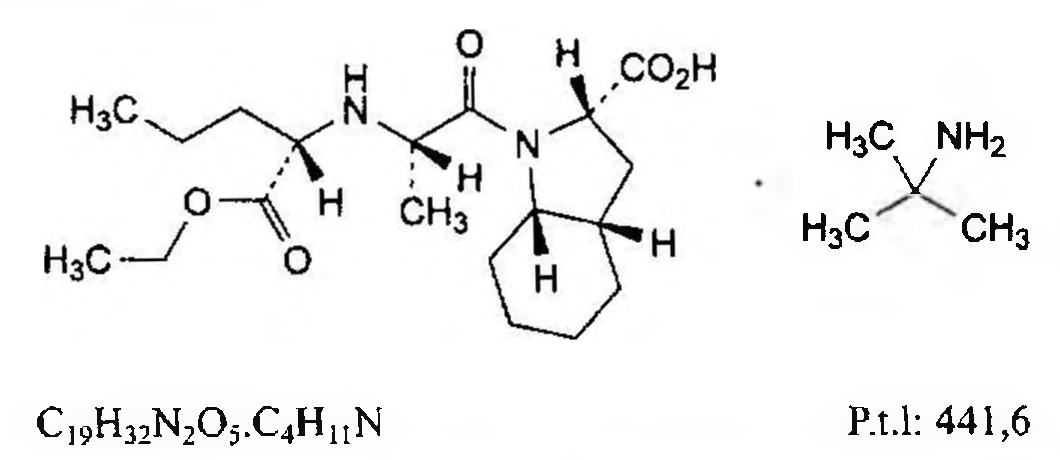 O
H
H
CO₂H
H₃C
N
N
H₃C
NH₂
H
O
H
CH₃
H₃C
CH₃
H₃C
O
H
H
C₁₉H₃₂N₂O₅.C₄H₁₁N
P.t.l: 441,6